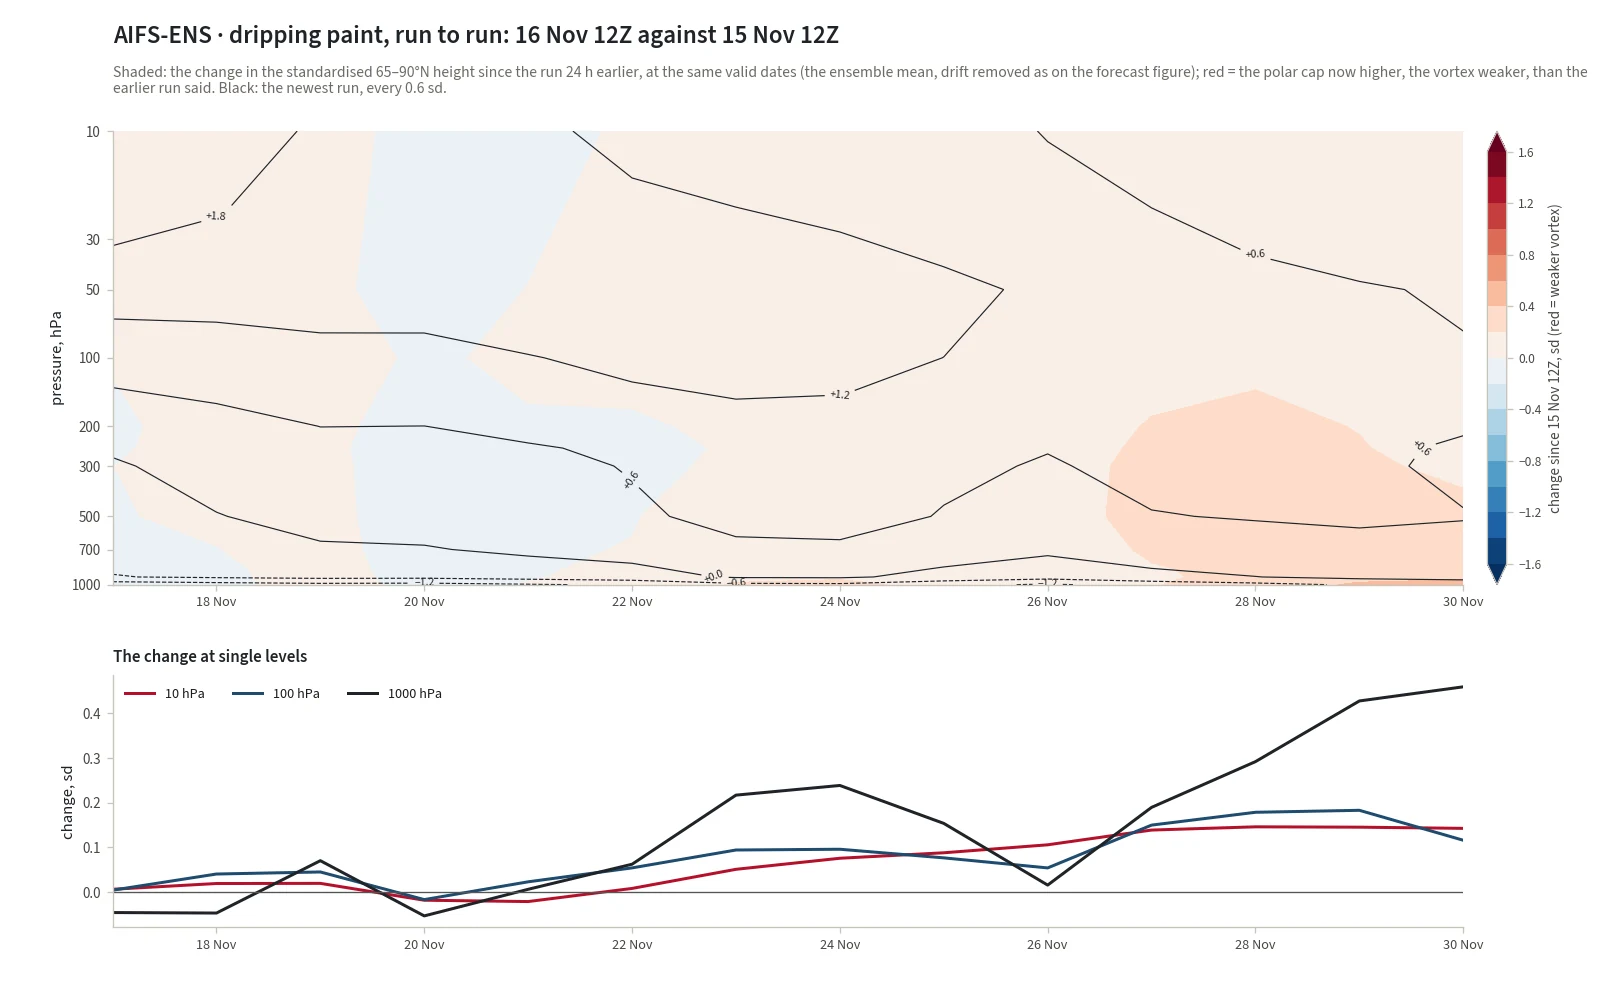 AIFS-ENS · dripping paint, run to run: 16 Nov 12Z against 15 Nov 12Z
Shaded: the change in the standardised 65–90°N height since the run 24 h earlier, at the same valid dates (the ensemble mean, drift removed as on the forecast figure); red = the polar cap now higher, the vortex weaker, than the
earlier run said. Black: the newest run, every 0.6 sd.
pressure, hPa
10
30
50
100
200
300
500
700
1000
+1.8
+0.6
+1.2
+0.6
+0.6
+0.0
−0.6
−1.2
−1.2
18 Nov
20 Nov
22 Nov
24 Nov
26 Nov
28 Nov
30 Nov
1.6
1.2
0.8
0.4
0.0
−0.4
−0.8
−1.2
−1.6
change since 15 Nov 12Z, sd (red = weaker vortex)
The change at single levels
10 hPa
100 hPa
1000 hPa
change, sd
0.4
0.3
0.2
0.1
0.0
18 Nov
20 Nov
22 Nov
24 Nov
26 Nov
28 Nov
30 Nov